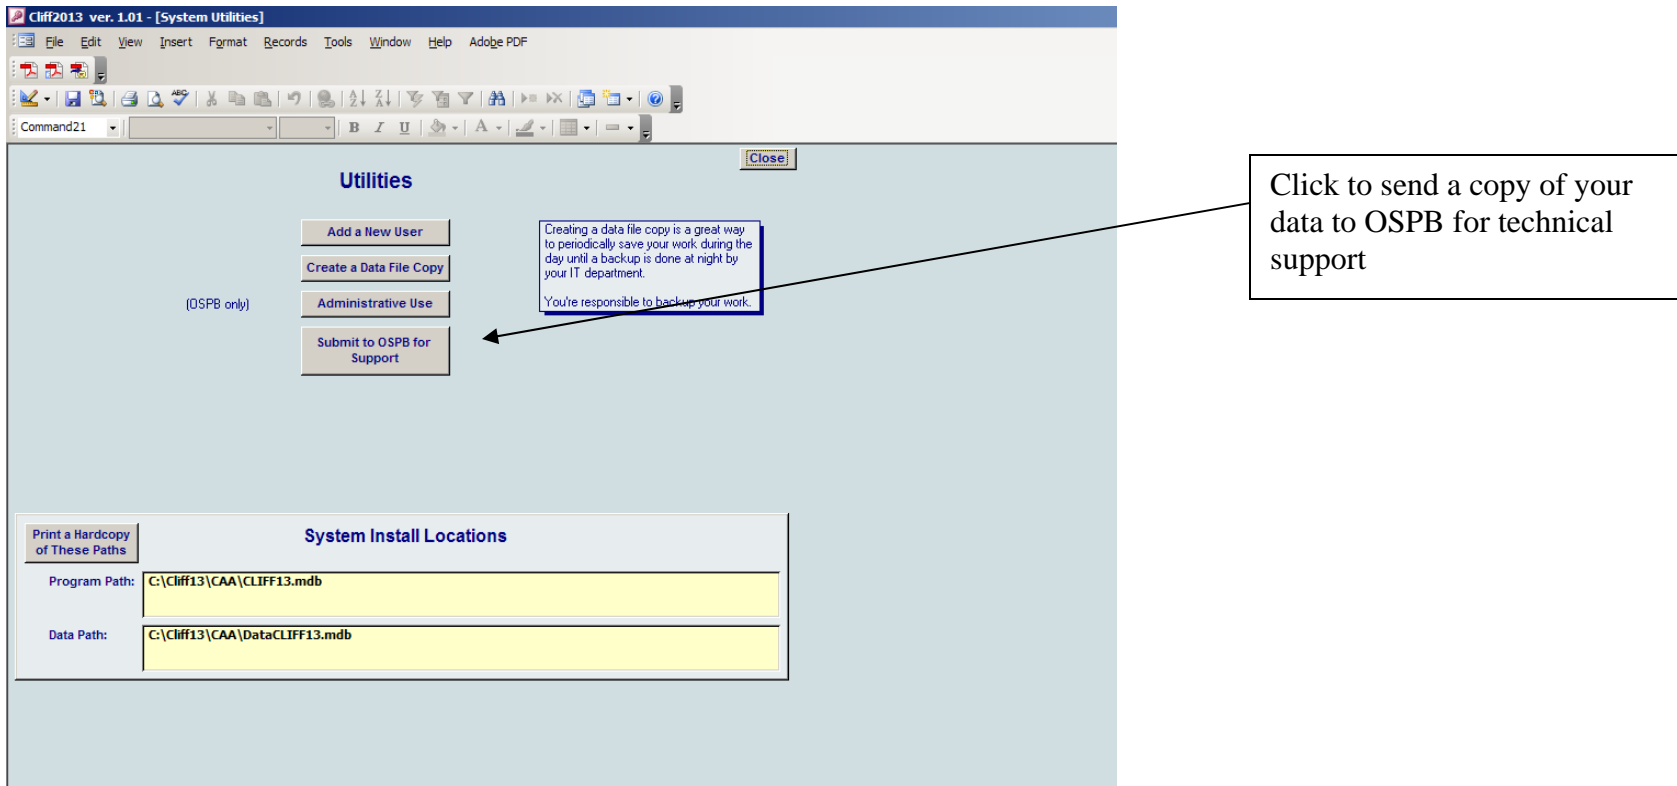 Cliff2013 ver. 1.01 - [System Utilities]
File Edit View Insert Format Records Tools Window Help Adobe PDF
Command21
B I U A
Close
Utilities
Add a New User
Create a Data File Copy
(OSPB only) Administrative Use
Submit to OSPB for
Support
Creating a data file copy is a great way
to periodically save your work during the
day until a backup is done at night by
your IT department.
You're responsible to backup your work.
Click to send a copy of your
data to OSPB for technical
support
Print a Hardcopy
of These Paths
System Install Locations
Program Path: C:\Cliff13\CAA\CLIFF13.mdb
Data Path: C:\Cliff13\CAA\DataCLIFF13.mdb